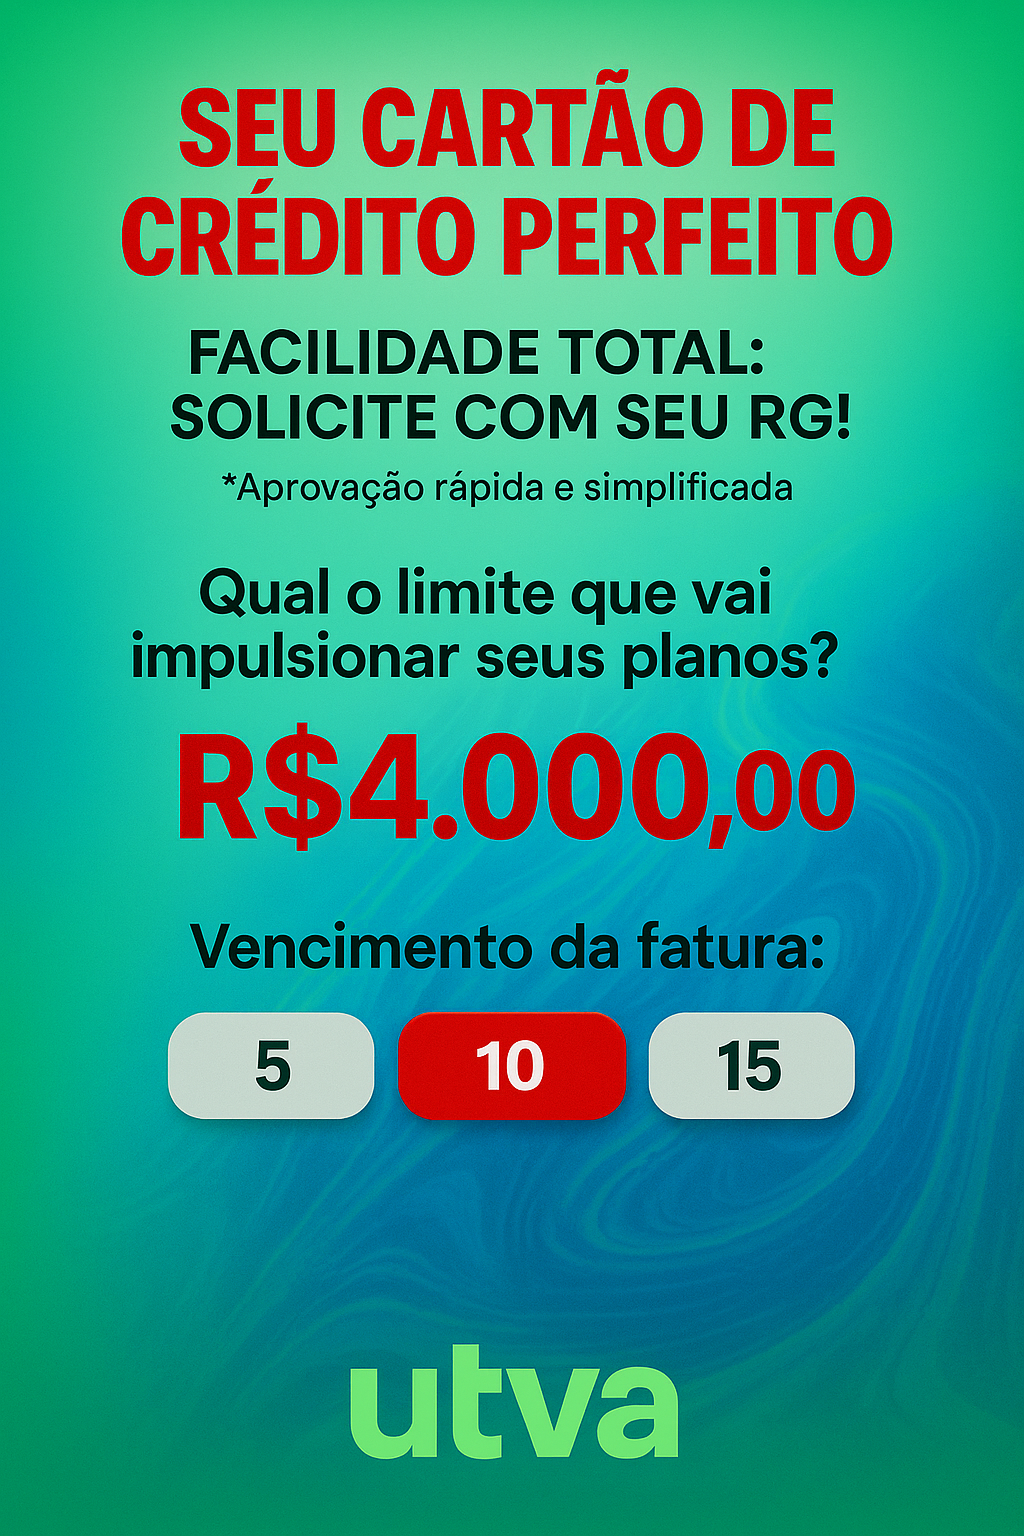 SEU CARTÃO DE
CRÉDITO PERFEITO
FACILIDADE TOTAL:
SOLICITE COM SEU RG!
*Aprovação rápida e simplificada
Qual o limite que vai
impulsionar seus planos?
R$4.000,00
Vencimento da fatura:
5 10 15
utva